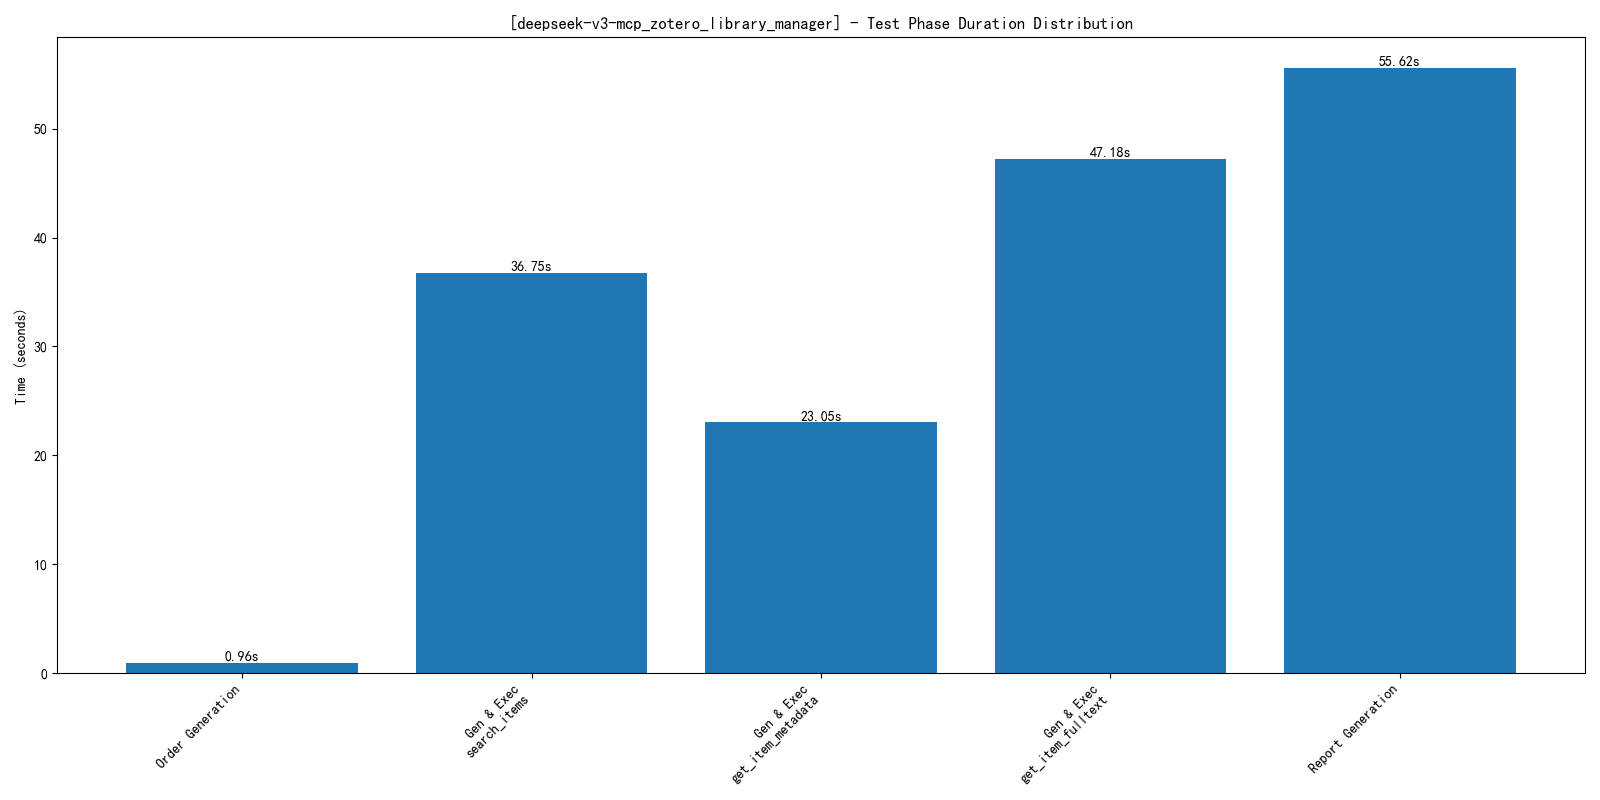 [deepseek-v3-mcp_zotero_library_manager] - Test Phase Duration Distribution
Time (seconds)
50
40
30
20
10
0
0.96s
36.75s
23.05s
47.18s
55.62s
Order Generation
Gen & Exec
search_items
Gen & Exec
get_item_metadata
Gen & Exec
get_item_fulltext
Report Generation